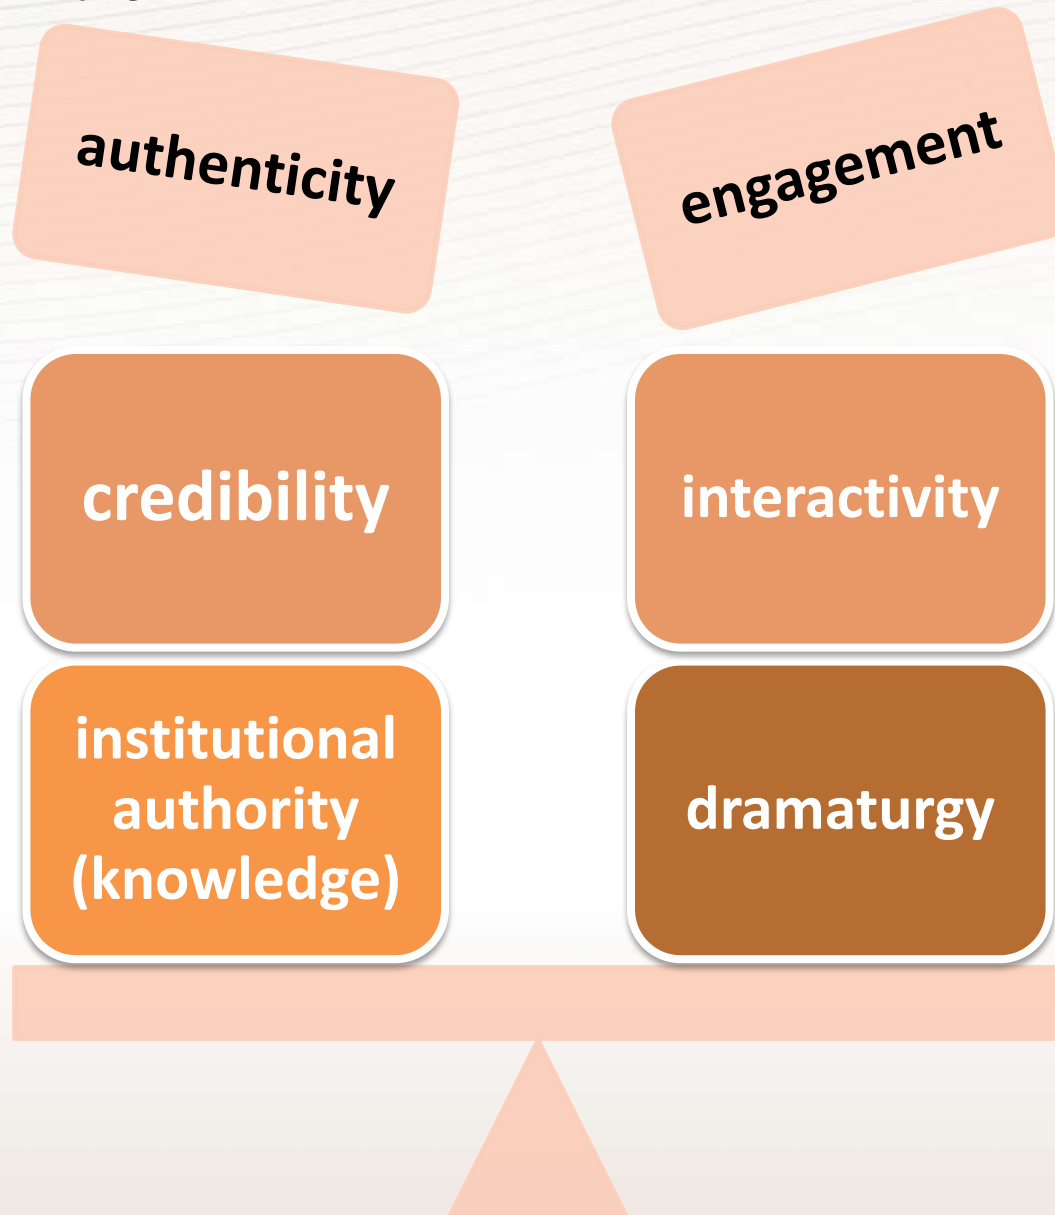 authenticity
engagement
credibility
interactivity
institutional
authority
(knowledge)
dramaturgy